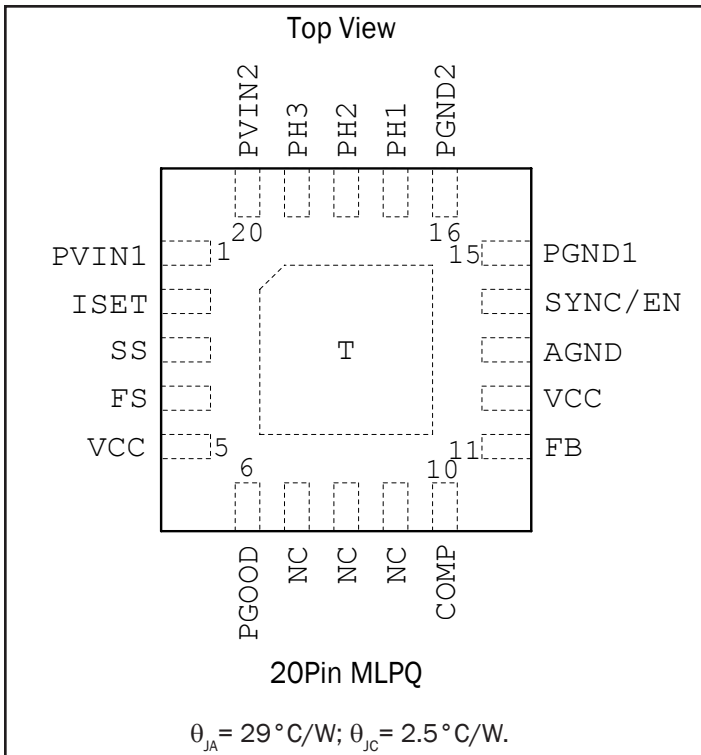 Top View
PVIN2
PH3
PH2
PH1
PGND2
20
16
PVIN1
1
15
PGND1
ISET
SYNC/EN
SS
T
AGND
FS
VCC
VCC
5
11
FB
6
10
PGOOD
NC
NC
NC
COMP
20Pin MLPQ
θJA= 29°C/W; θJC= 2.5°C/W.